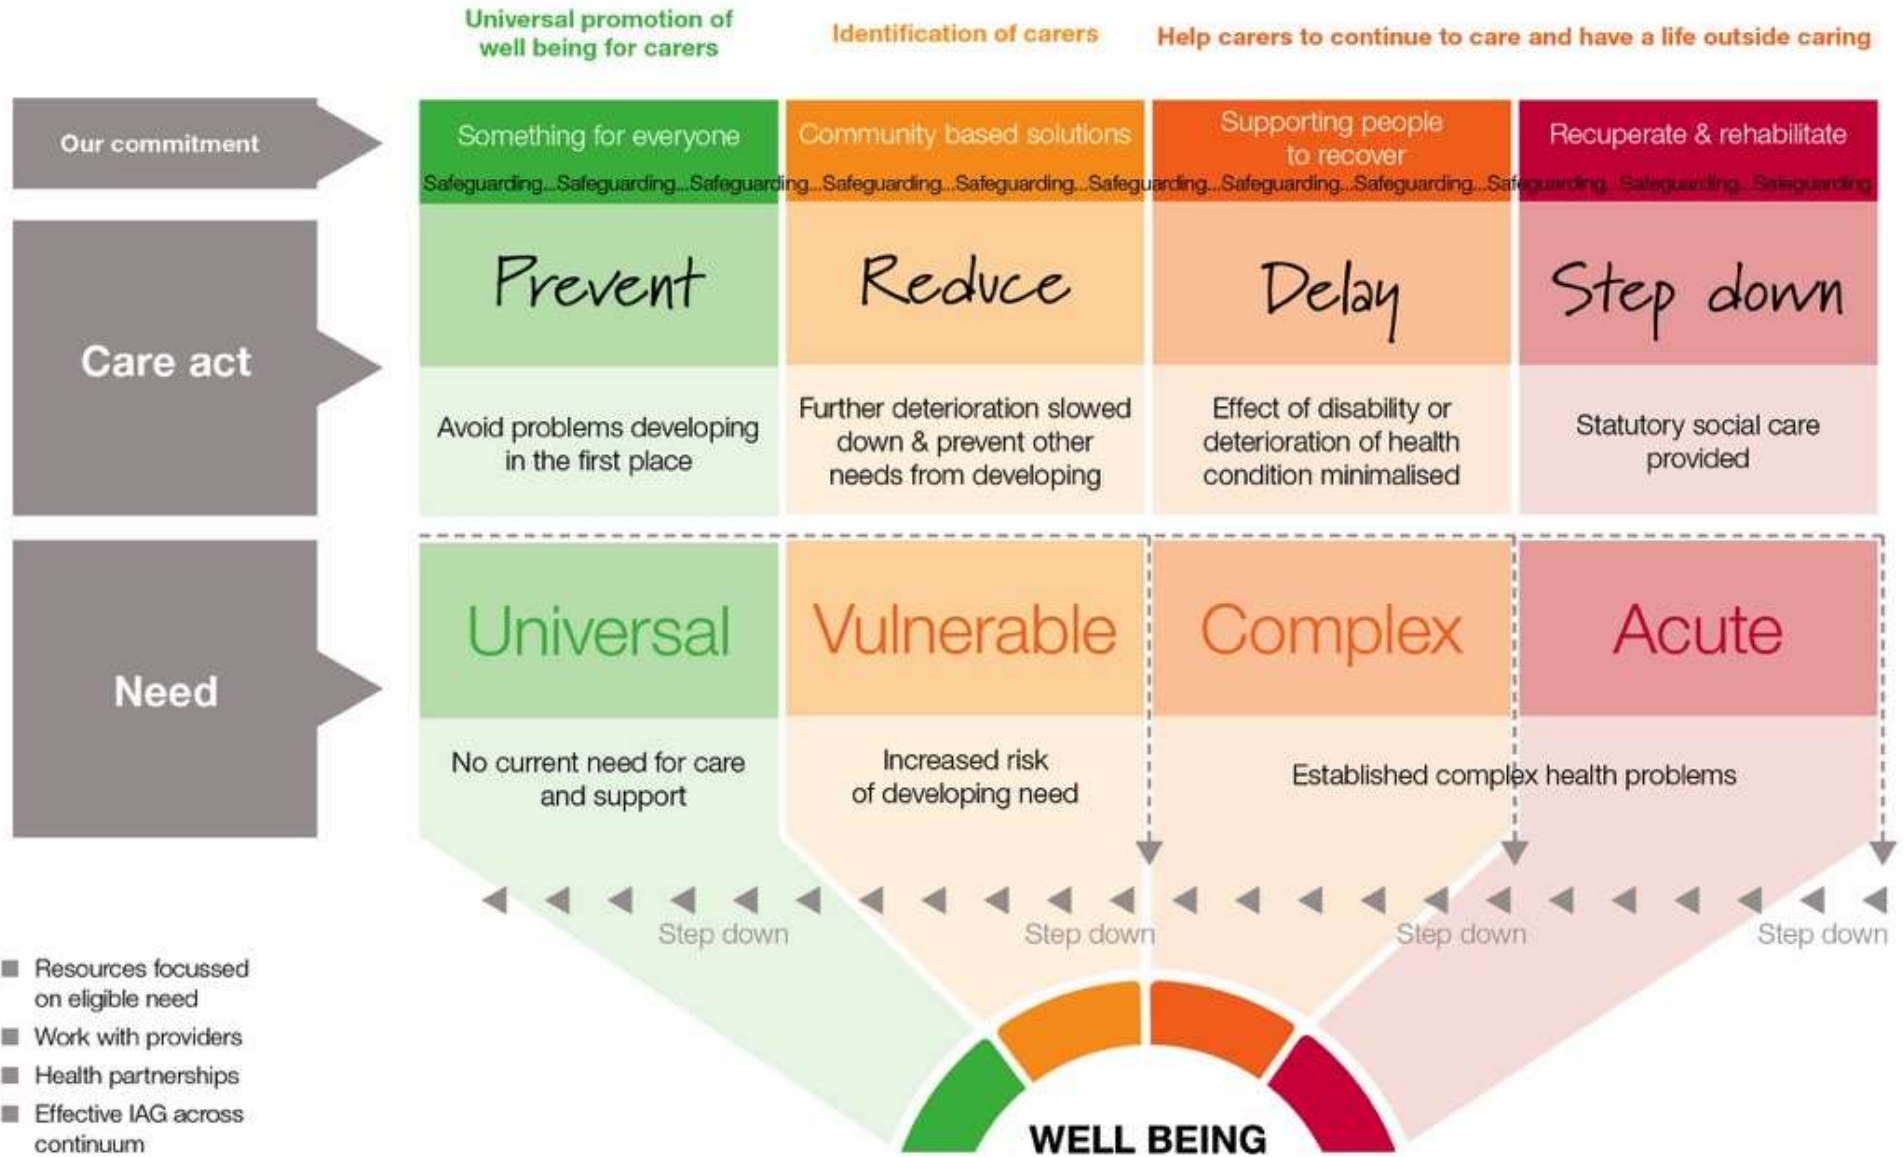 Universal promotion of
well being for carers
Identification of carers
Help carers to continue to care and have a life outside caring
Our commitment
Something for everyone
Community based solutions
Supporting people
to recover
Recuperate & rehabilitate
Safeguarding...Safeguarding...Safeguarding...Safeguarding...Safeguarding...Safeguarding...Safeguarding...Safeguarding...Safeguarding...Safeguarding...Safeguarding
Care act
Prevent
Reduce
Delay
Step down
Avoid problems developing
in the first place
Further deterioration slowed
down & prevent other
needs from developing
Effect of disability or
deterioration of health
condition minimalised
Statutory social care
provided
Need
Universal
Vulnerable
Complex
Acute
No current need for care
and support
Increased risk
of developing need
Established complex health problems
Step down
Step down
Step down
Step down
Resources focussed
on eligible need
Work with providers
Health partnerships
Effective IAG across
continuum
WELL BEING